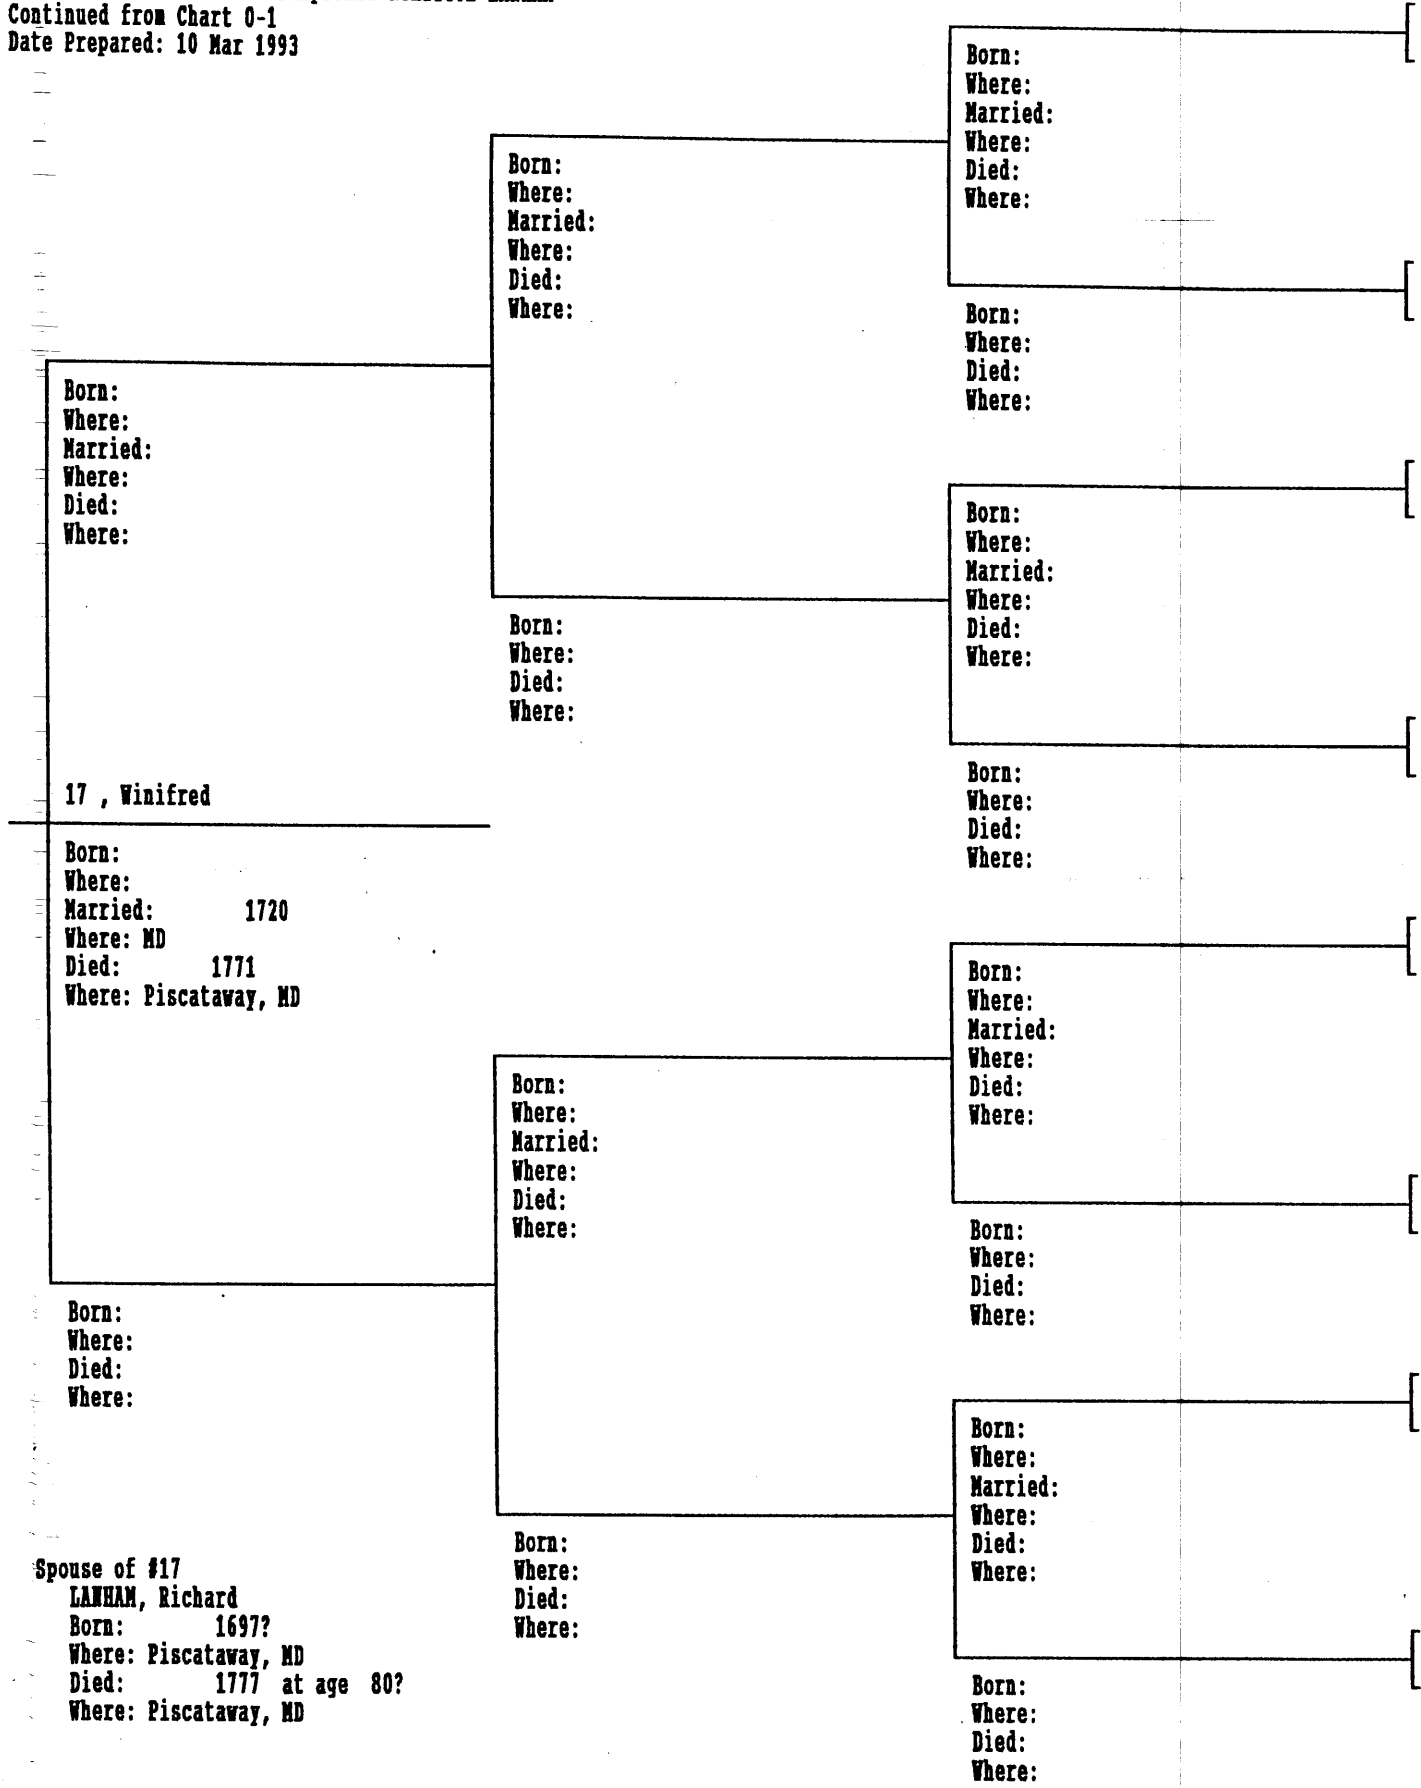 Continued from Chart 0-1
Date Prepared: 10 Mar 1993
Born:
Where:
Married:
Where:
Died:
Where:
Born:
Where:
Married:
Where:
Died:
Where:
Born:
Where:
Died:
Where:
Born:
Where:
Married:
Where:
Died:
Where:
Born:
Where:
Married:
Where:
Died:
Where:
Born:
Where:
Died:
Where:
Born:
Where:
Died:
Where:
17 , Winifred
Born:
Where:
Married: 1720
Where: MD
Died: 1771
Where: Piscataway, MD
Born:
Where:
Married:
Where:
Died:
Where:
Born:
Where:
Married:
Where:
Died:
Where:
Born:
Where:
Died:
Where:
Born:
Where:
Died:
Where:
Born:
Where:
Married:
Where:
Died:
Where:
Born:
Where:
Died:
Where:
Spouse of #17
LANHAM, Richard
Born: 1697?
Where: Piscataway, MD
Died: 1777 at age 80?
Where: Piscataway, MD
Born:
Where:
Died:
Where: